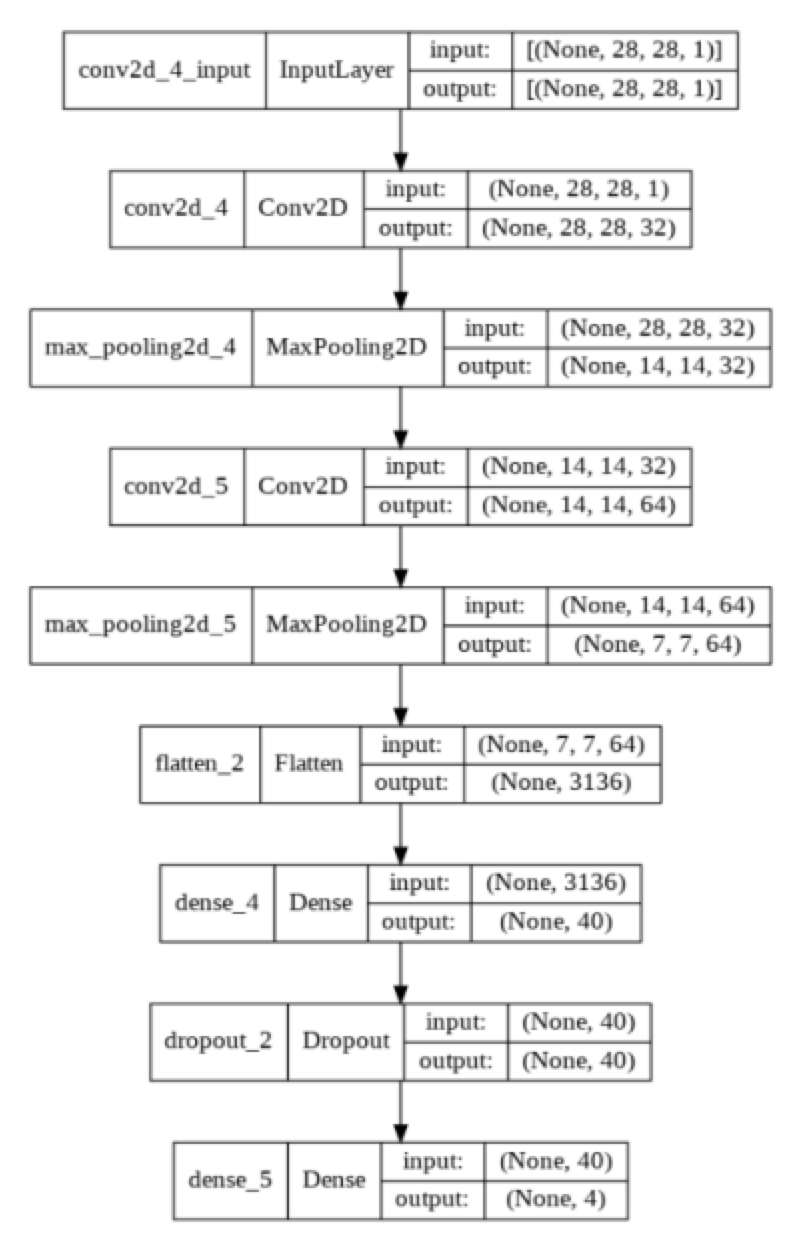 conv2d_4_input InputLayer input: [(None, 28, 28, 1)]
output: [(None, 28, 28, 1)]
conv2d_4 Conv2D input: (None, 28, 28, 1)
output: (None, 28, 28, 32)
max_pooling2d_4 MaxPooling2D input: (None, 28, 28, 32)
output: (None, 14, 14, 32)
conv2d_5 Conv2D input: (None, 14, 14, 32)
output: (None, 14, 14, 64)
max_pooling2d_5 MaxPooling2D input: (None, 14, 14, 64)
output: (None, 7, 7, 64)
flatten_2 Flatten input: (None, 7, 7, 64)
output: (None, 3136)
dense_4 Dense input: (None, 3136)
output: (None, 40)
dropout_2 Dropout input: (None, 40)
output: (None, 40)
dense_5 Dense input: (None, 40)
output: (None, 4)